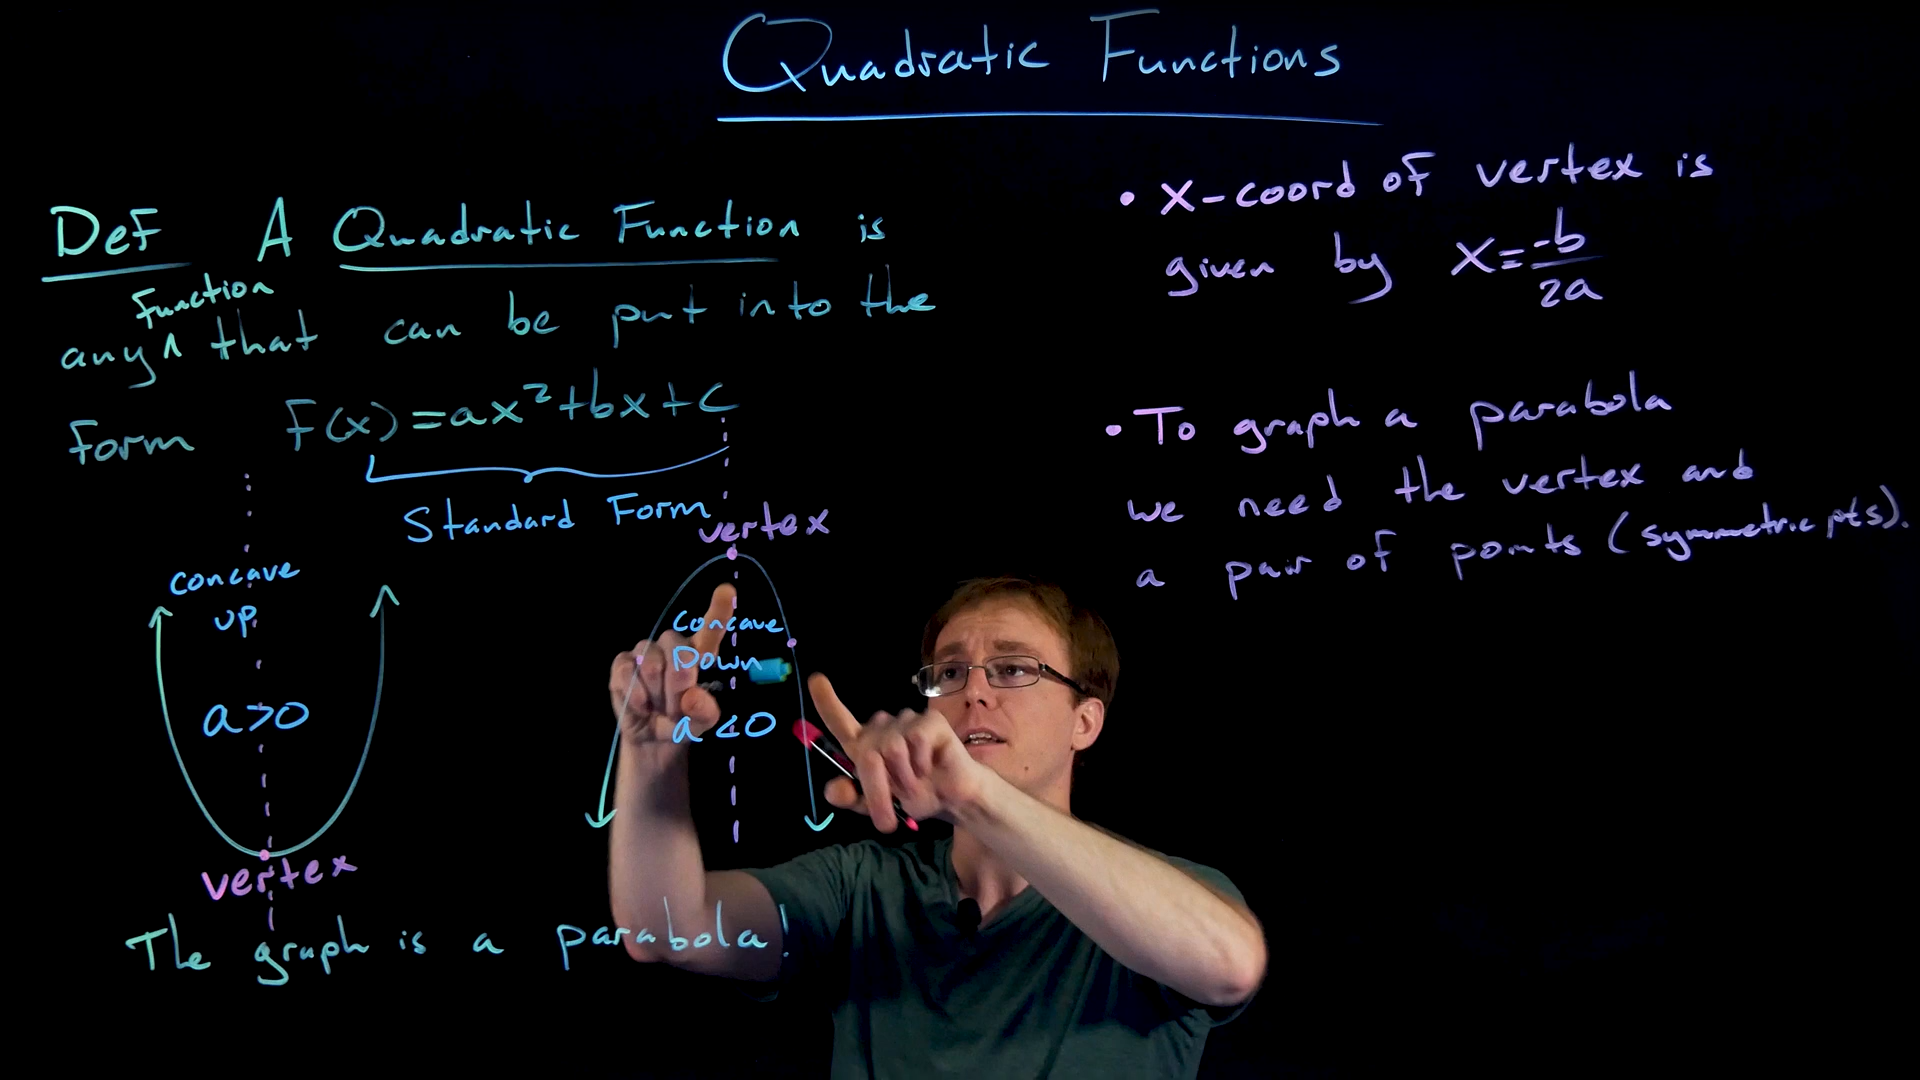 Quadratic Functions
Def A Quadratic Function is
function
any ^ that can be put into the
form f(x) = ax² + bx + c
Standard Form
concave
up
a > 0
vertex
vertex
concave
Down
a < 0
The graph is a parabola!
• X-coord of vertex is
given by X = -b/2a
• To graph a parabola
we need the vertex and
a pair of points (symmetric pts).